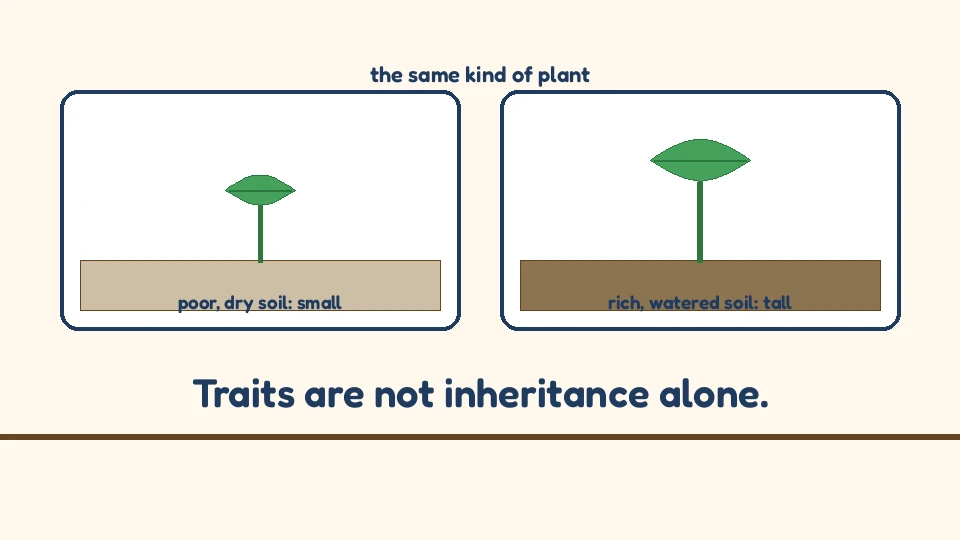 the same kind of plant
poor, dry soil: small
rich, watered soil: tall
Traits are not inheritance alone.